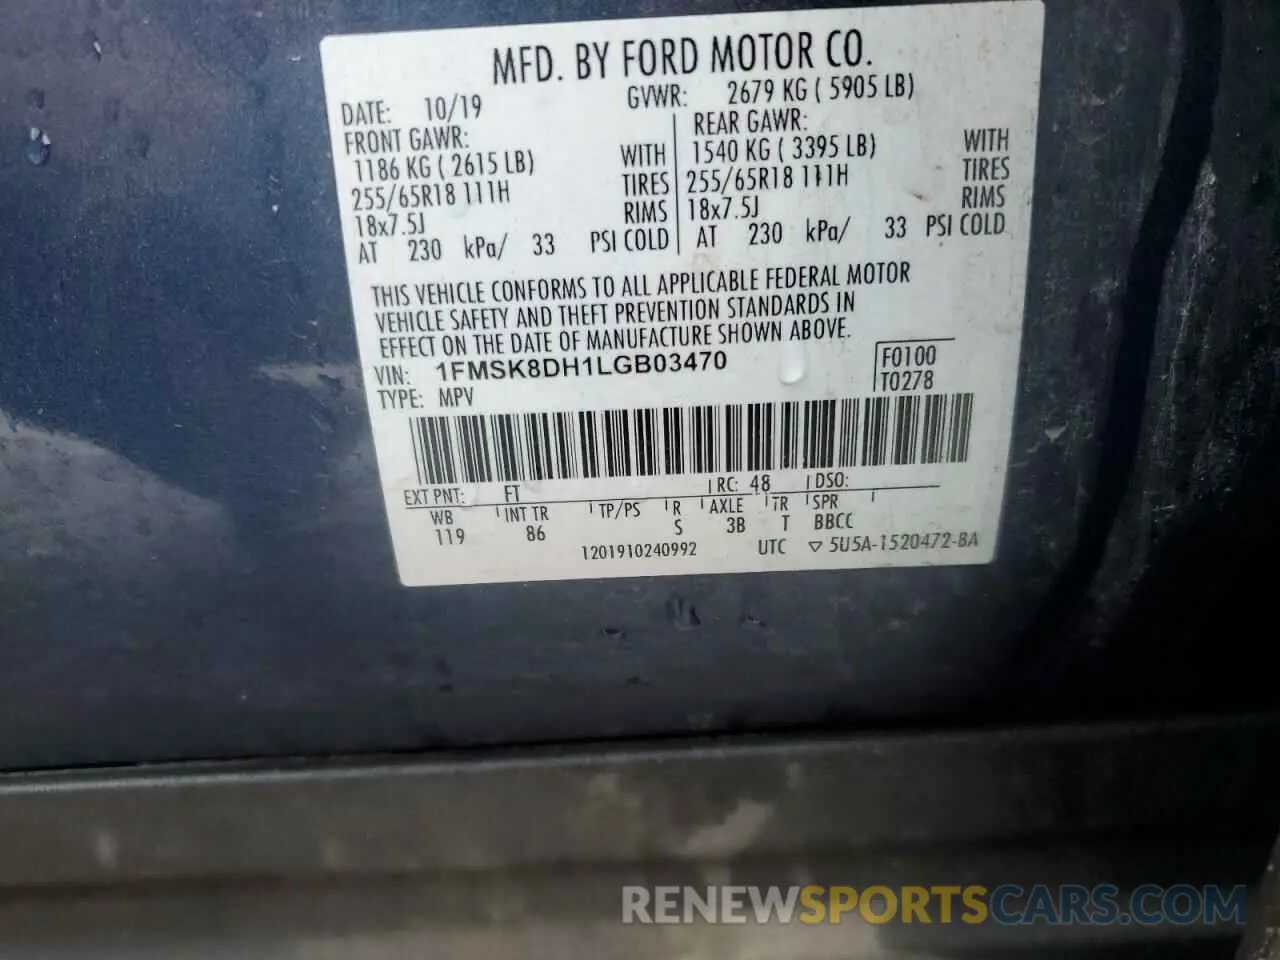 MFD. BY FORD MOTOR CO.
DATE: 10/19 GVWR: 2679 KG ( 5905 LB)
FRONT GAWR: REAR GAWR:
1186 KG ( 2615 LB) WITH 1540 KG ( 3395 LB) WITH
255/65R18 111H TIRES 255/65R18 111H TIRES
18x7.5J RIMS 18x7.5J RIMS
AT 230 kPa/ 33 PSI COLD AT 230 kPa/ 33 PSI COLD
THIS VEHICLE CONFORMS TO ALL APPLICABLE FEDERAL MOTOR
VEHICLE SAFETY AND THEFT PREVENTION STANDARDS IN
EFFECT ON THE DATE OF MANUFACTURE SHOWN ABOVE.
VIN: 1FMSK8DH1LGB03470 F0100
TYPE: MPV T0278
EXT PNT: FT RC: 48 DSO:
WB INT TR TP/PS R AXLE TR SPR
119 86 S 3B T BBCC
1201910240992 UTC ▽ 5U5A-1520472-BA
RENEWSPORTSCARS.COM